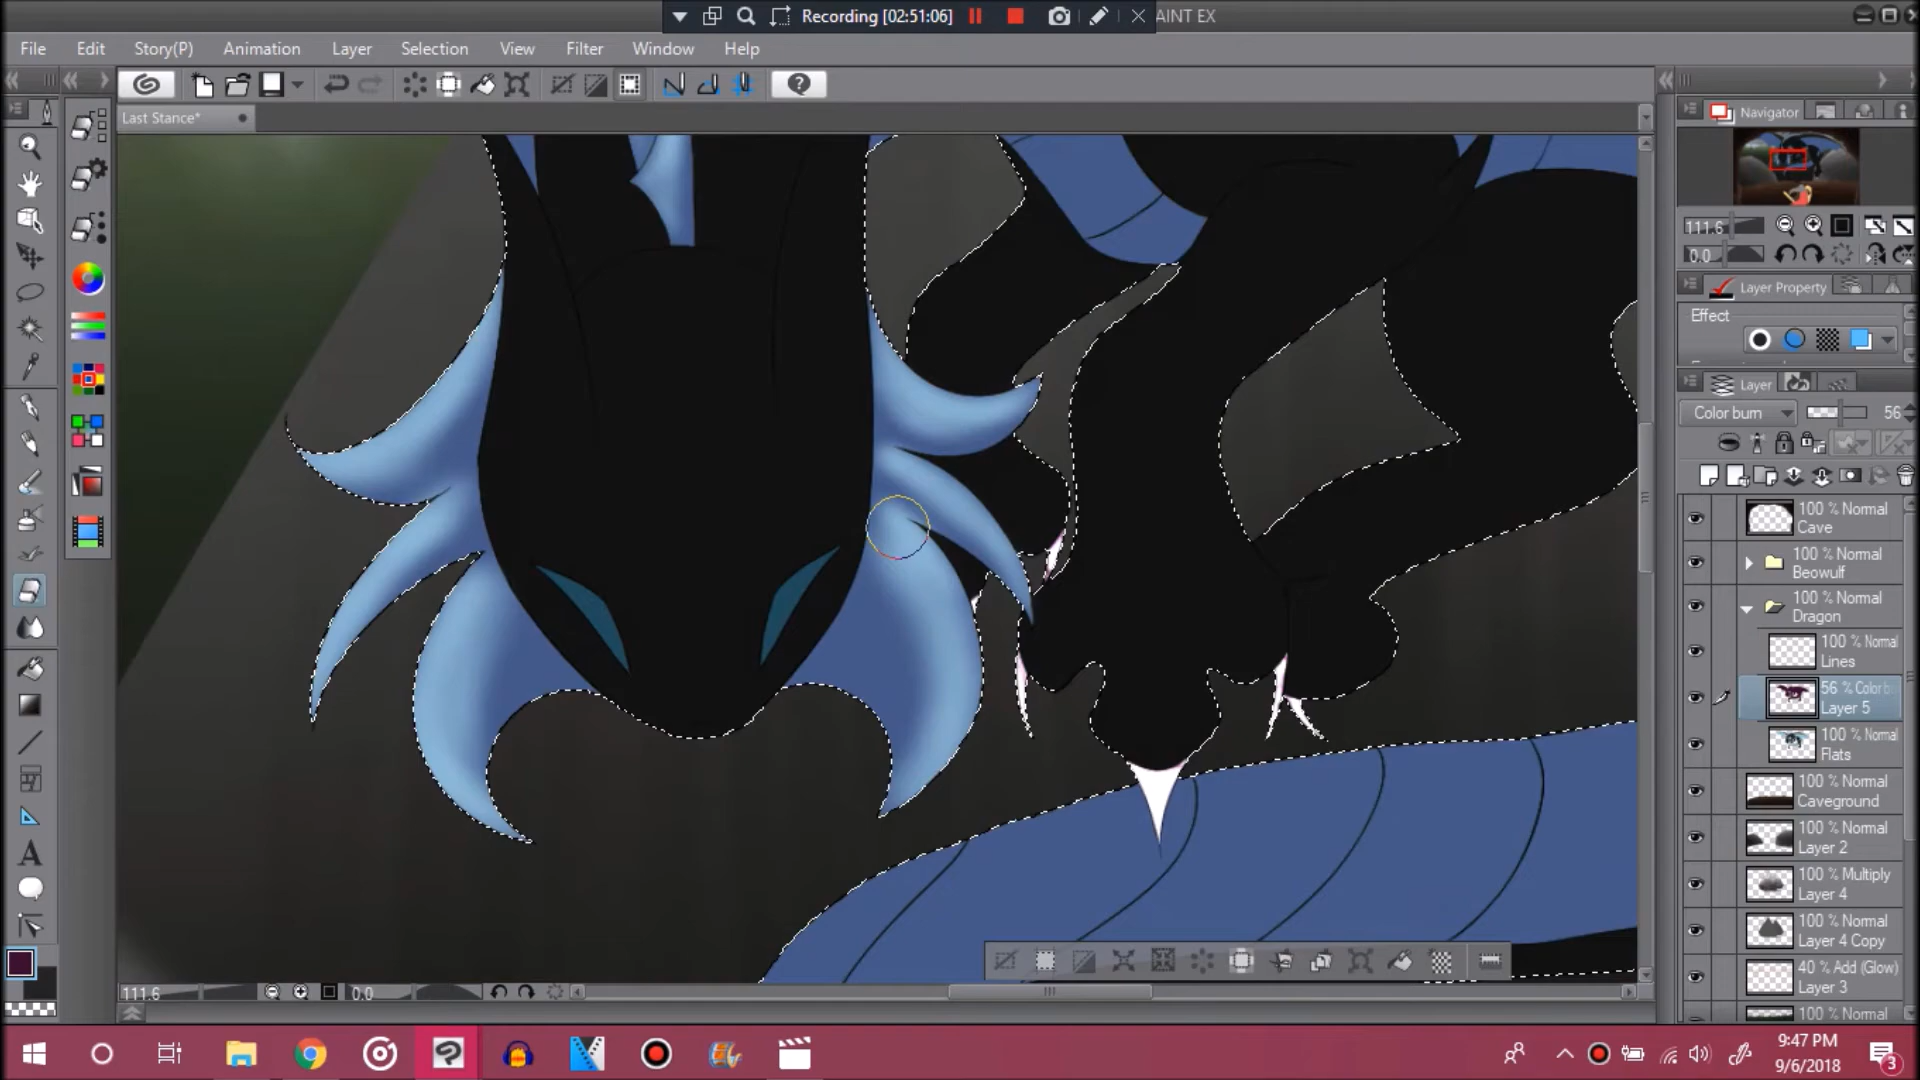 Recording [02:51:06]
AINT EX
File Edit Story(P) Animation Layer Selection View Filter Window Help
Last Stance*
Navigator
111.6
0.0
Layer Property
Effect
Layer
Color burn 56
100 % Normal
Cave
100 % Normal
Beowulf
100 % Normal
Dragon
100 % Normal
Lines
56 % Color b
Layer 5
100 % Normal
Flats
100 % Normal
Caveground
100 % Normal
Layer 2
100 % Multiply
Layer 4
100 % Normal
Layer 4 Copy
40 % Add (Glow)
Layer 3
100 % Normal
111.6 0.0
9:47 PM
9/6/2018
3